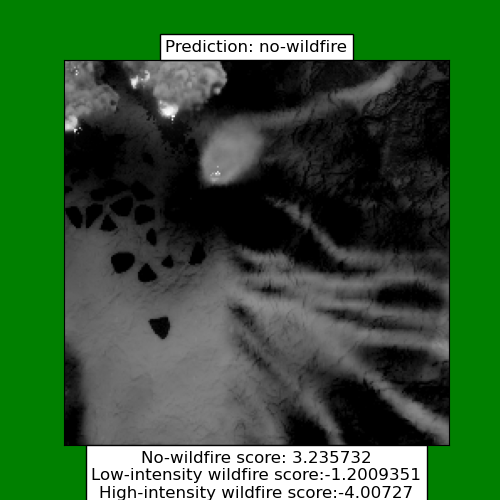 Prediction: no-wildfire
No-wildfire score: 3.235732
Low-intensity wildfire score:-1.2009351
High-intensity wildfire score:-4.00727